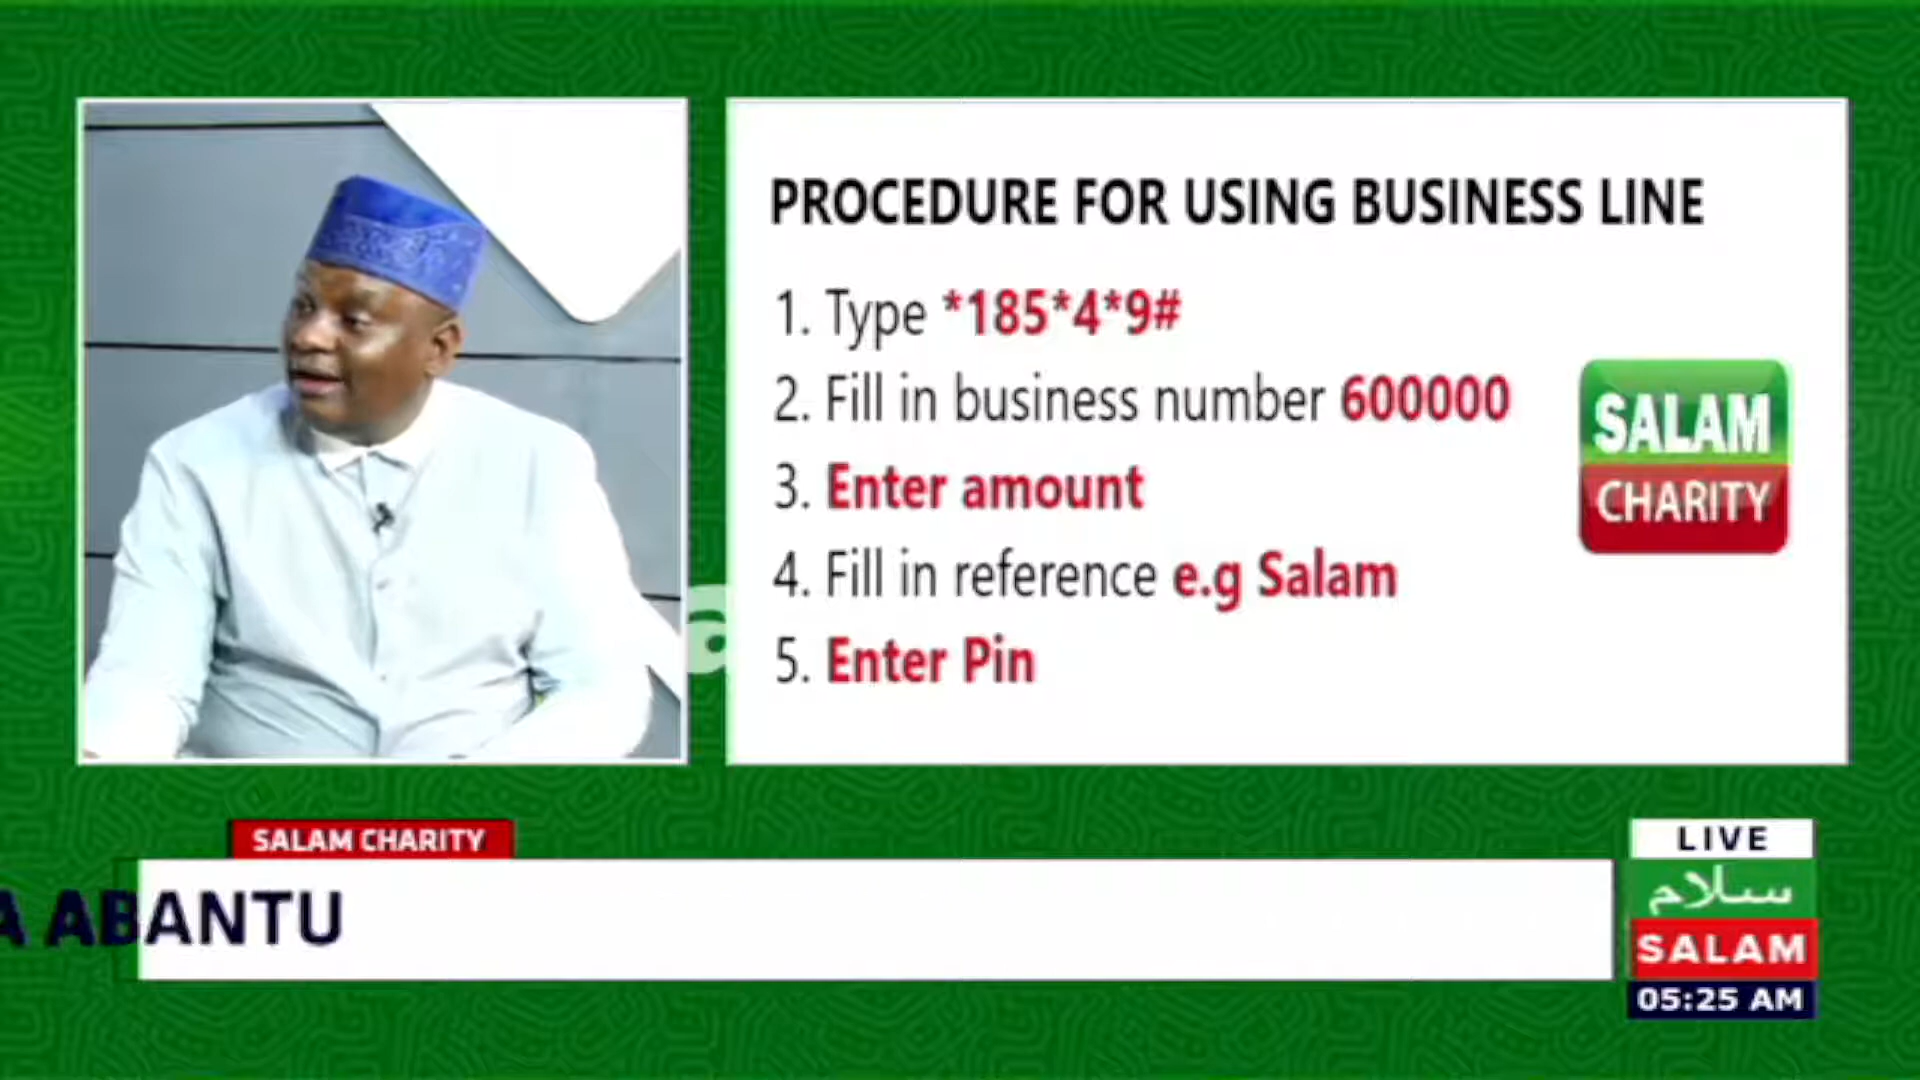 PROCEDURE FOR USING BUSINESS LINE
1. Type *185*4*9#
2. Fill in business number 600000
3. Enter amount
4. Fill in reference e.g Salam
5. Enter Pin
SALAM
CHARITY
SALAM CHARITY
A ABANTU
LIVE
سلام
SALAM
05:25 AM